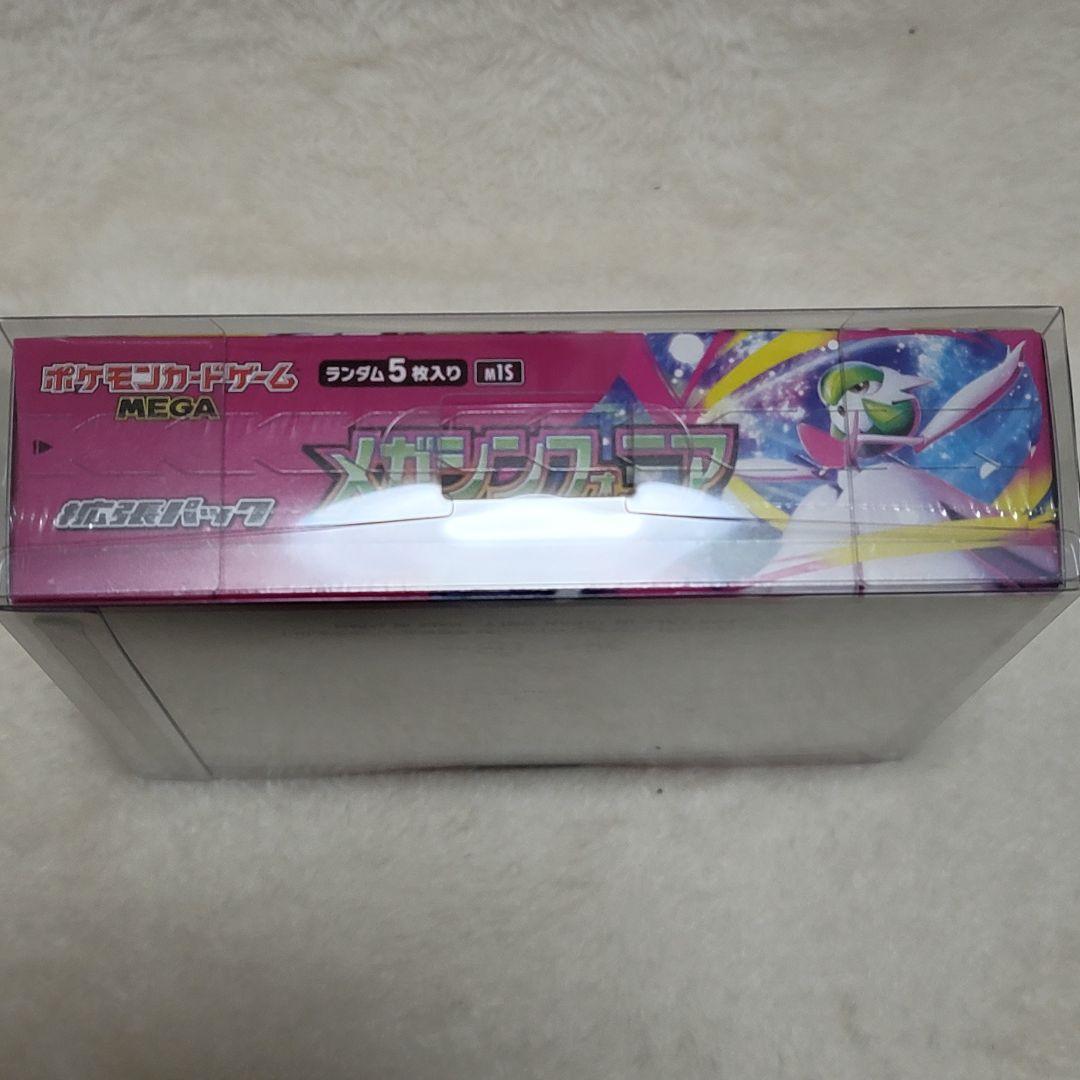 ポケモンカードゲーム
MEGA
ランダム5枚入り
M1S
メガシンフォニア
拡張パック